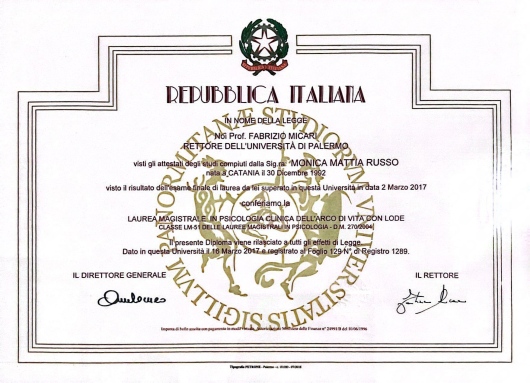 REPUBBLICA ITALIANA
IN NOME DELLA LEGGE
Noi Prof. FABRIZIO MICARI
RETTORE DELL'UNIVERSITÀ DI PALERMO
visti gli attestati degli studi compiuti dalla Sig.ra MONICA MATTIA RUSSO
nata a CATANIA il 30 Dicembre 1992
visto il risultato dell'esame finale di laurea da lei superato in questa Università in data 2 Marzo 2017
conferiamo la
LAUREA MAGISTRALE IN PSICOLOGIA CLINICA DELL'ARCO DI VITA CON LODE
CLASSE LM-51 DELLE LAUREE MAGISTRALI IN PSICOLOGIA - D.M. 270/2004
Il presente Diploma viene rilasciato a tutti gli effetti di Legge.
Dato in questa Università il 16 Marzo 2017 e registrato al Foglio 129 N° di Registro 1289.
IL DIRETTORE GENERALE
IL RETTORE
SIGILLVM PANORMITANÆ STVDIORVM VNIVERSITATIS